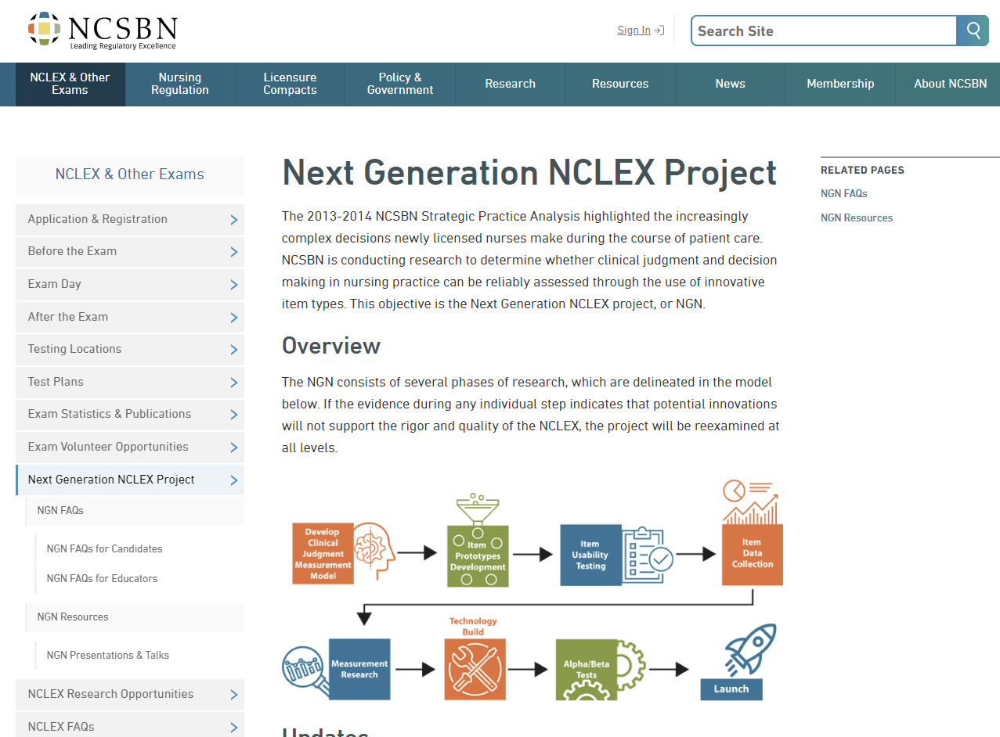 NCSBN
Leading Regulatory Excellence
Sign In
Search Site
NCLEX & Other
Exams
Nursing
Regulation
Licensure
Compacts
Policy &
Government
Research
Resources
News
Membership
About NCSBN
NCLEX & Other Exams
Application & Registration
Before the Exam
Exam Day
After the Exam
Testing Locations
Test Plans
Exam Statistics & Publications
Exam Volunteer Opportunities
Next Generation NCLEX Project
NGN FAQs
NGN FAQs for Candidates
NGN FAQs for Educators
NGN Resources
NGN Presentations & Talks
NCLEX Research Opportunities
NCLEX FAQs
Next Generation NCLEX Project
The 2013-2014 NCSBN Strategic Practice Analysis highlighted the increasingly
complex decisions newly licensed nurses make during the course of patient care.
NCSBN is conducting research to determine whether clinical judgment and decision
making in nursing practice can be reliably assessed through the use of innovative
item types. This objective is the Next Generation NCLEX project, or NGN.
Overview
The NGN consists of several phases of research, which are delineated in the model
below. If the evidence during any individual step indicates that potential innovations
will not support the rigor and quality of the NCLEX, the project will be reexamined at
all levels.
Develop
Clinical
Judgment
Measurement
Model
Item
Prototypes
Development
Item
Usability
Testing
Item
Data
Collection
Measurement
Research
Technology
Build
Alpha/Beta
Tests
Launch
Updates
RELATED PAGES
NGN FAQs
NGN Resources